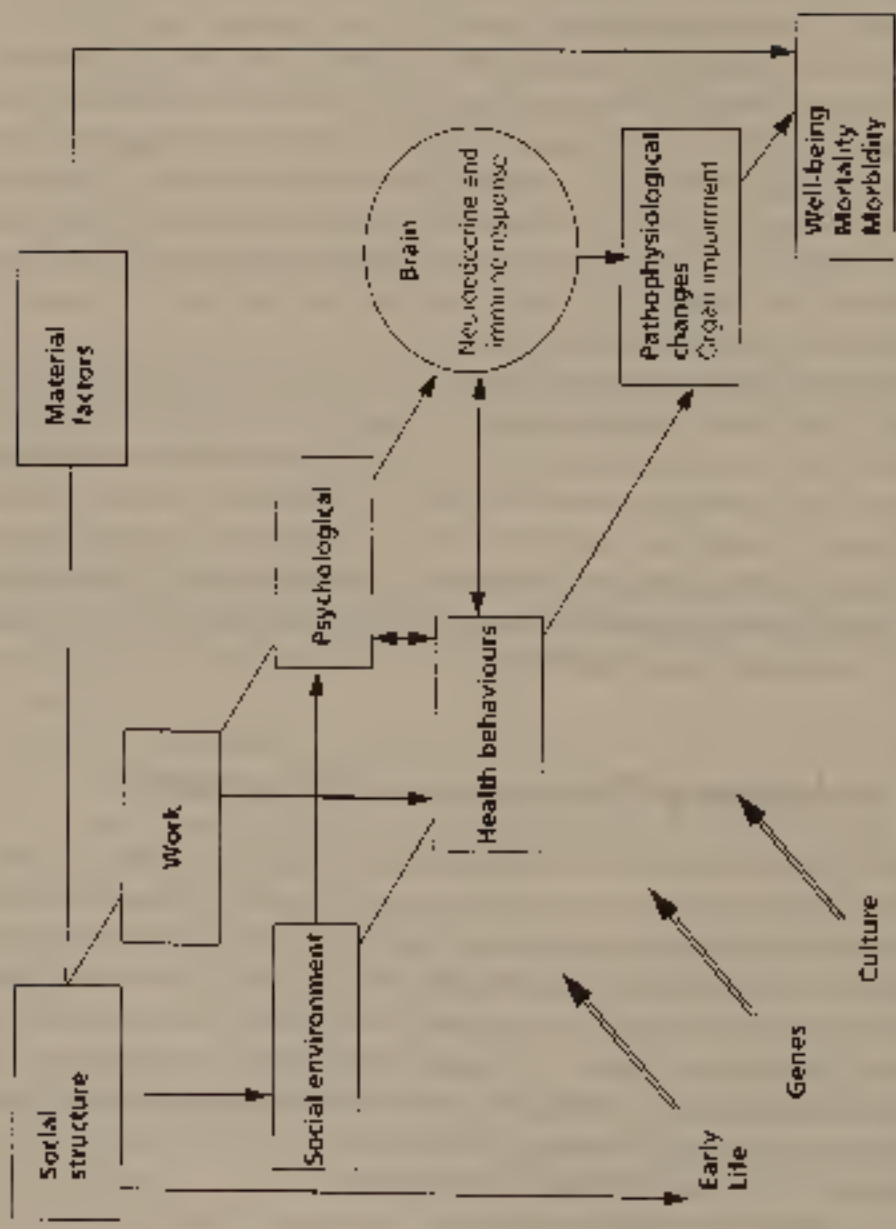 Social
structure
Material
factors
Work
Social environment
Psychological
Brain
Neuroendocrine and
immune response
Health behaviours
Pathophysiological
changes
Organ impairment
Well-being
Mortality
Morbidity
Early
Life
Genes
Culture